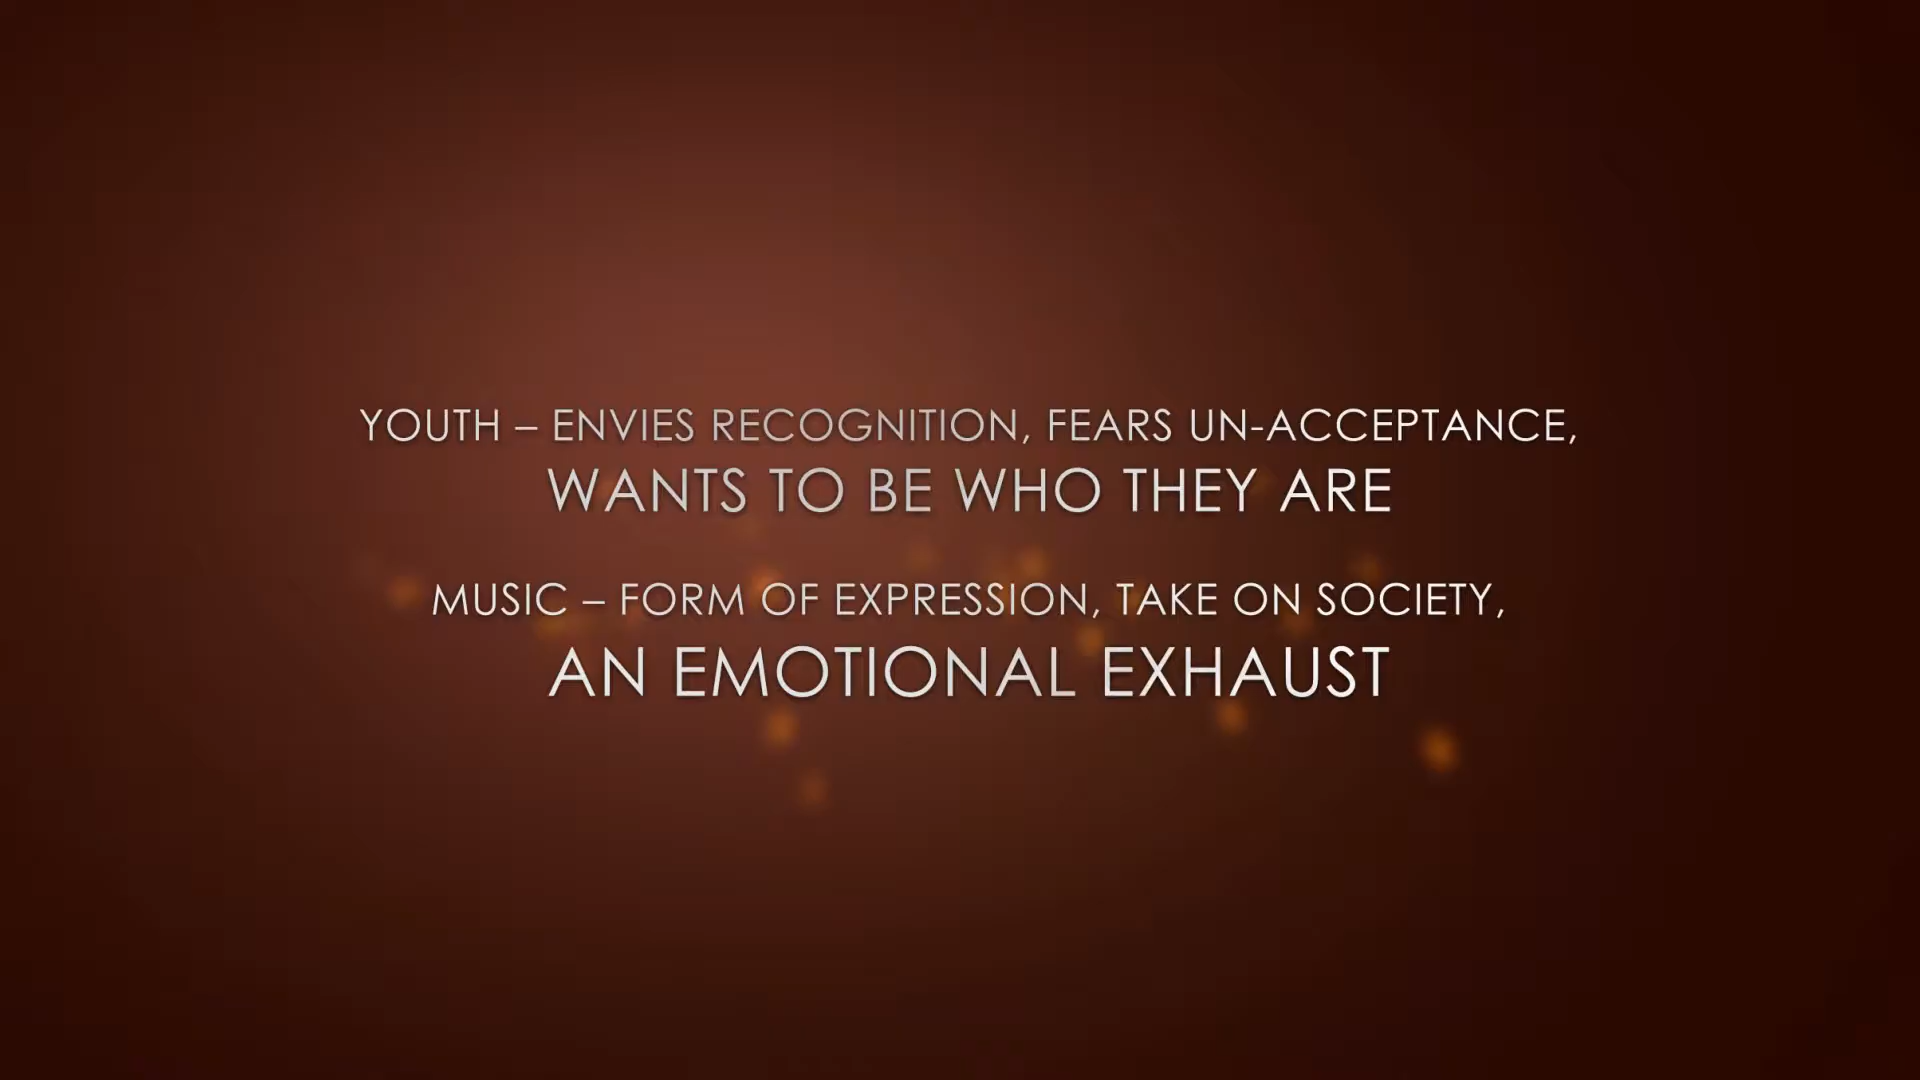 YOUTH – ENVIES RECOGNITION, FEARS UN-ACCEPTANCE,
WANTS TO BE WHO THEY ARE
MUSIC – FORM OF EXPRESSION, TAKE ON SOCIETY,
AN EMOTIONAL EXHAUST